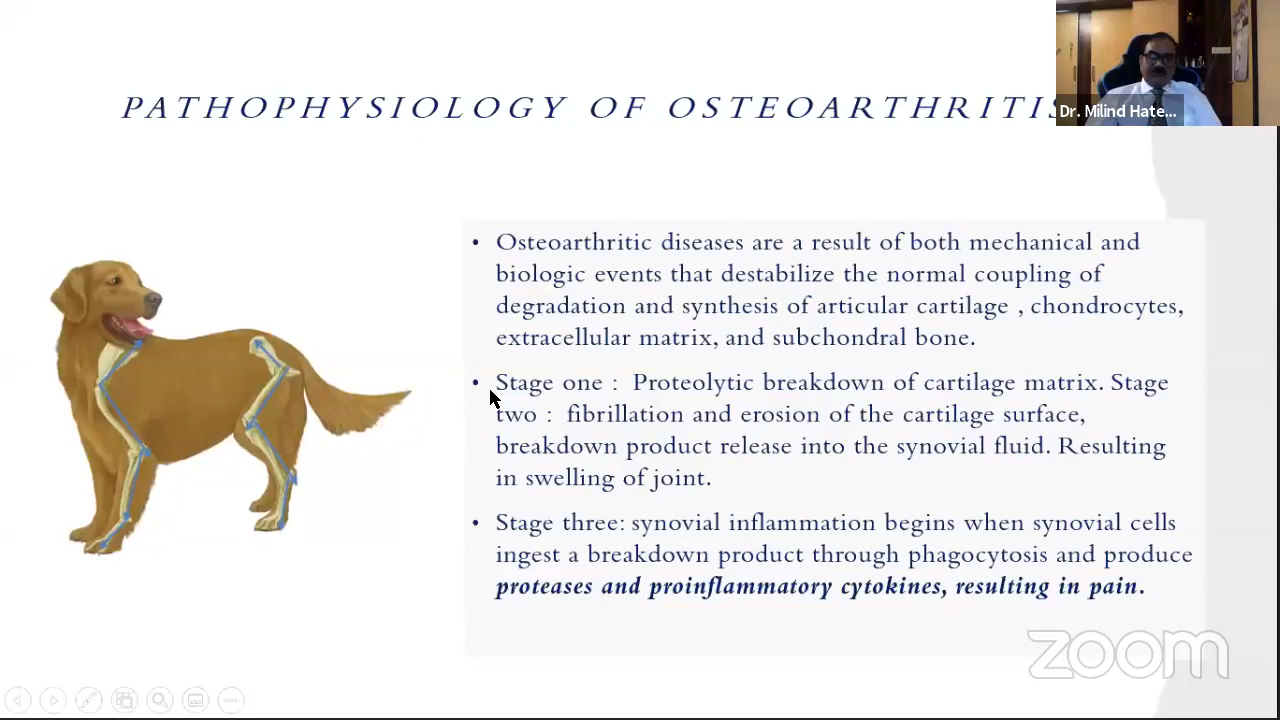 PATHOPHYSIOLOGY OF OSTEOARTHRITIS
Dr. Milind Hate...
• Osteoarthritic diseases are a result of both mechanical and
biologic events that destabilize the normal coupling of
degradation and synthesis of articular cartilage , chondrocytes,
extracellular matrix, and subchondral bone.
• Stage one : Proteolytic breakdown of cartilage matrix. Stage
two : fibrillation and erosion of the cartilage surface,
breakdown product release into the synovial fluid. Resulting
in swelling of joint.
• Stage three: synovial inflammation begins when synovial cells
ingest a breakdown product through phagocytosis and produce
proteases and proinflammatory cytokines, resulting in pain.
zoom